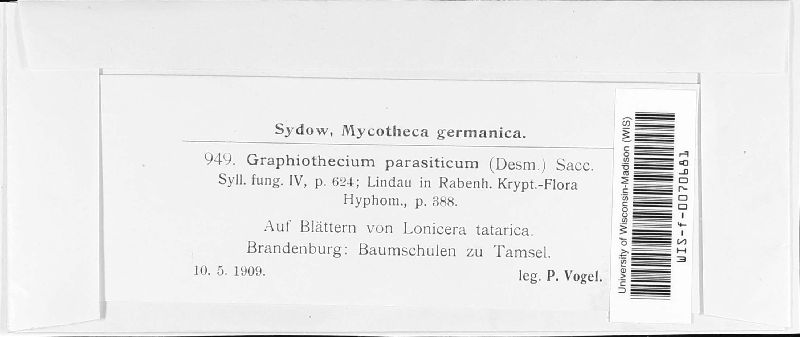 Sydow, Mycotheca germanica.
949. Graphiothecium parasiticum (Desm.) Sacc.
Syll. fung. IV, p. 624; Lindau in Rabenh. Krypt.-Flora
Hyphom., p. 388.
Auf Blättern von Lonicera tatarica.
Brandenburg: Baumschulen zu Tamsel.
10. 5. 1909.
leg. P. Vogel.
University of Wisconsin-Madison (WIS)
WIS-f-0070681